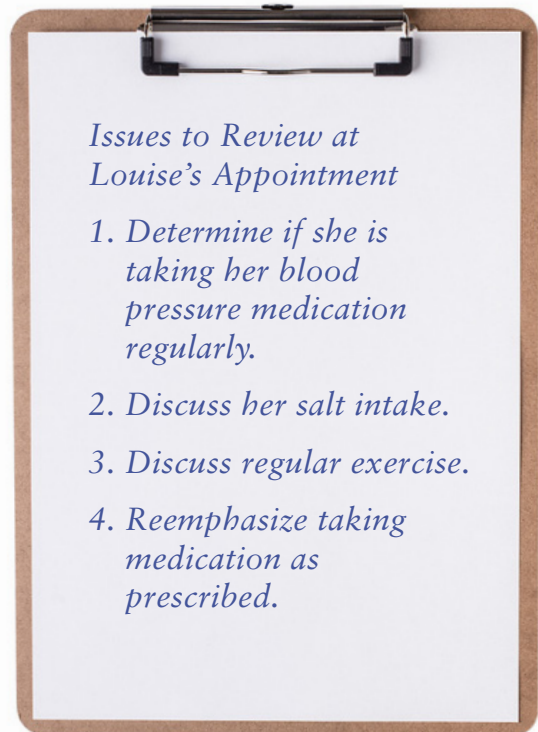 Issues to Review at
Louise’s Appointment
1. Determine if she is
taking her blood
pressure medication
regularly.
2. Discuss her salt intake.
3. Discuss regular exercise.
4. Reemphasize taking
medication as
prescribed.